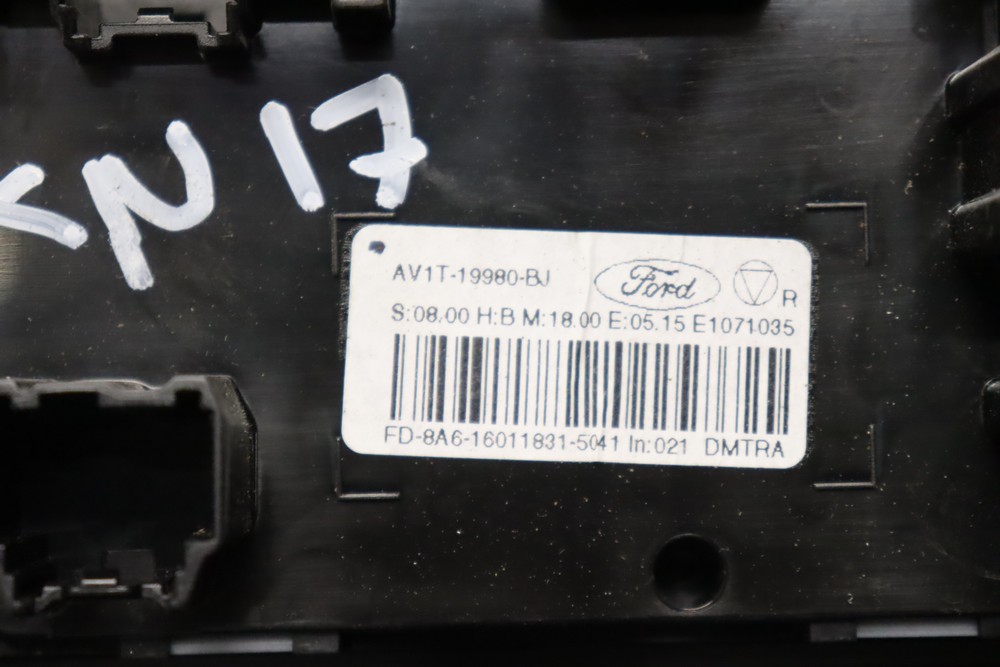 N17
AV1T-19980-BJ Ford R
S:08.00 H:B M:18.00 E:05.15 E1071035
FD-8A6-16011831-5041 In:021 DMTRA